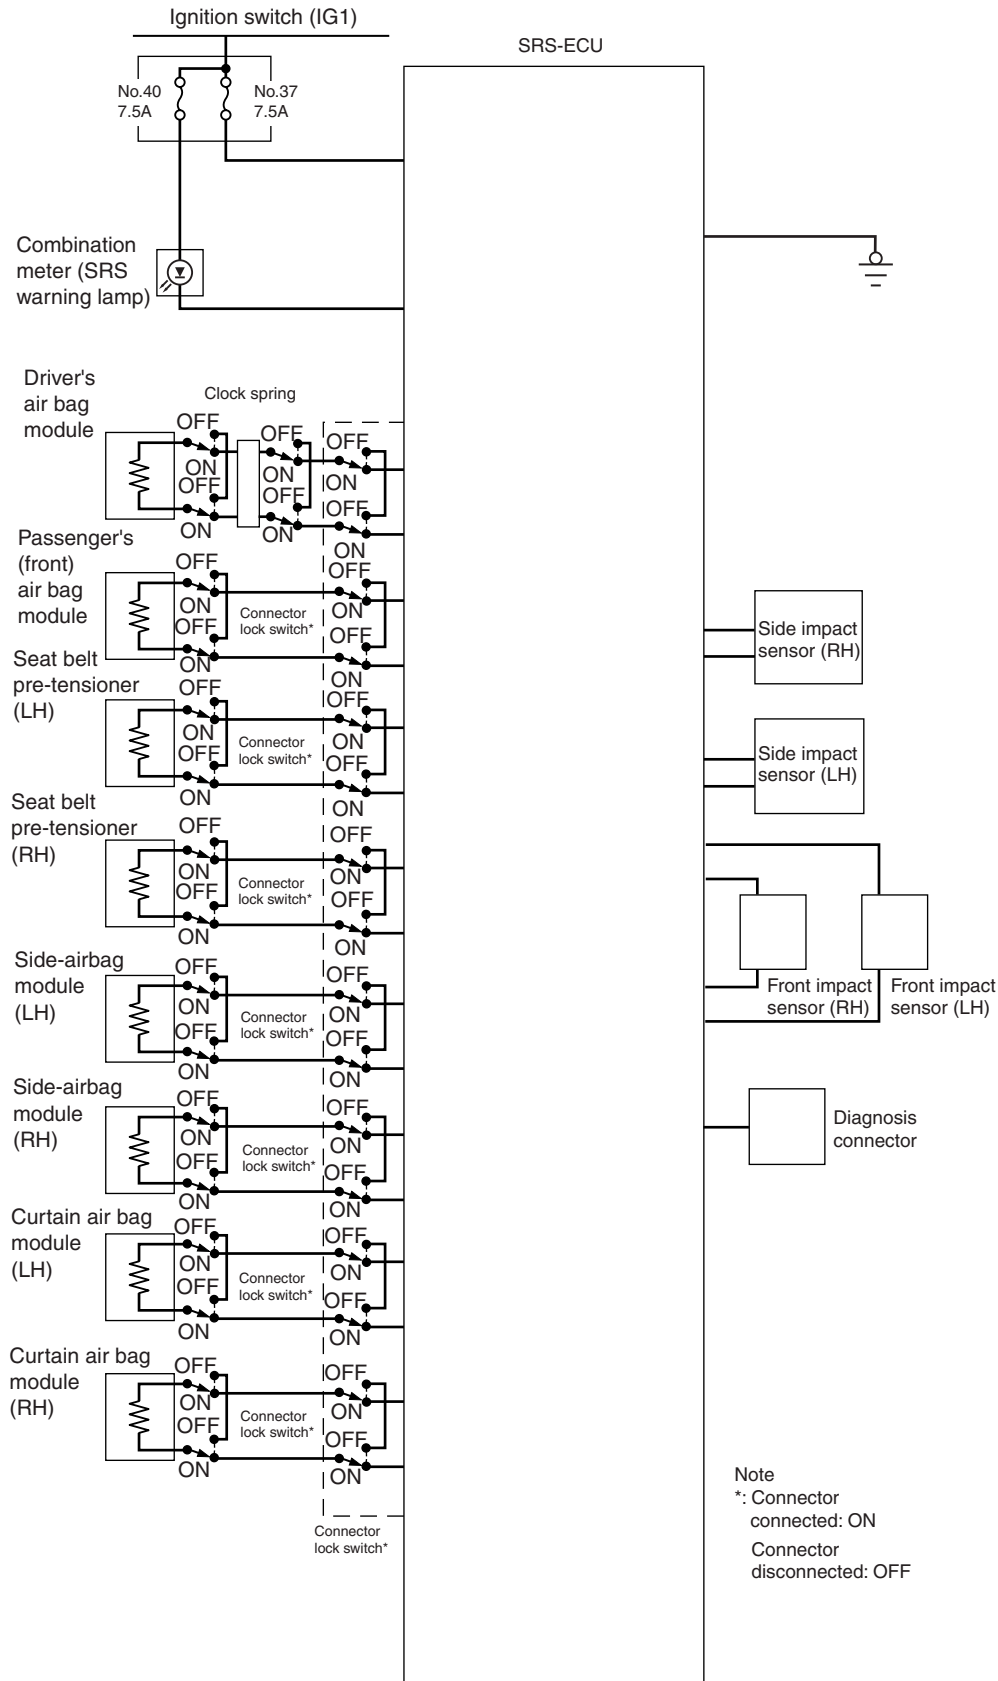 Ignition switch (IG1)
SRS-ECU
No.40
7.5A
No.37
7.5A
Combination
meter (SRS
warning lamp)
Driver's
air bag
module
Clock spring
OFF
OFF
OFF
ON
ON
ON
OFF
OFF
OFF
ON
ON
ON
Passenger's
(front)
air bag
module
OFF
OFF
ON
ON
Connector
lock switch*
OFF
OFF
ON
ON
Seat belt
pre-tensioner
(LH)
OFF
OFF
ON
ON
Connector
lock switch*
OFF
OFF
ON
ON
Seat belt
pre-tensioner
(RH)
OFF
OFF
ON
ON
Connector
lock switch*
OFF
OFF
ON
ON
Side-airbag
module
(LH)
OFF
OFF
ON
ON
Connector
lock switch*
OFF
OFF
ON
ON
Side-airbag
module
(RH)
OFF
OFF
ON
ON
Connector
lock switch*
OFF
OFF
ON
ON
Curtain air bag
module
(LH)
OFF
OFF
ON
ON
Connector
lock switch*
OFF
OFF
ON
ON
Curtain air bag
module
(RH)
OFF
OFF
ON
ON
Connector
lock switch*
OFF
OFF
ON
ON
Connector
lock switch*
Side impact
sensor (RH)
Side impact
sensor (LH)
Front impact
sensor (RH)
Front impact
sensor (LH)
Diagnosis
connector
Note
*: Connector
connected: ON
Connector
disconnected: OFF